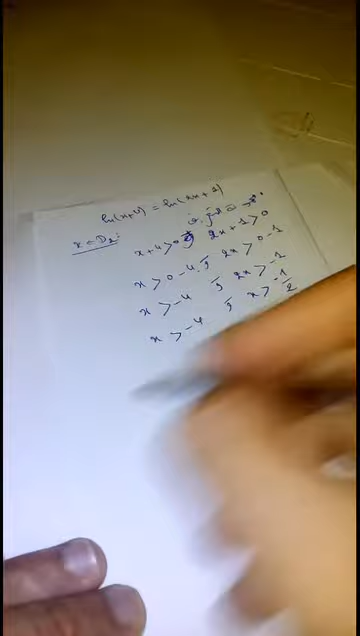 ln(x+4) = ln(2x+1)
x ∈ D₂:
x+4>0 و 2x+1>0
x > 0-4 و 2x > 0-1
x > -4 و 2x > -1
x > -4 و x > -1/2